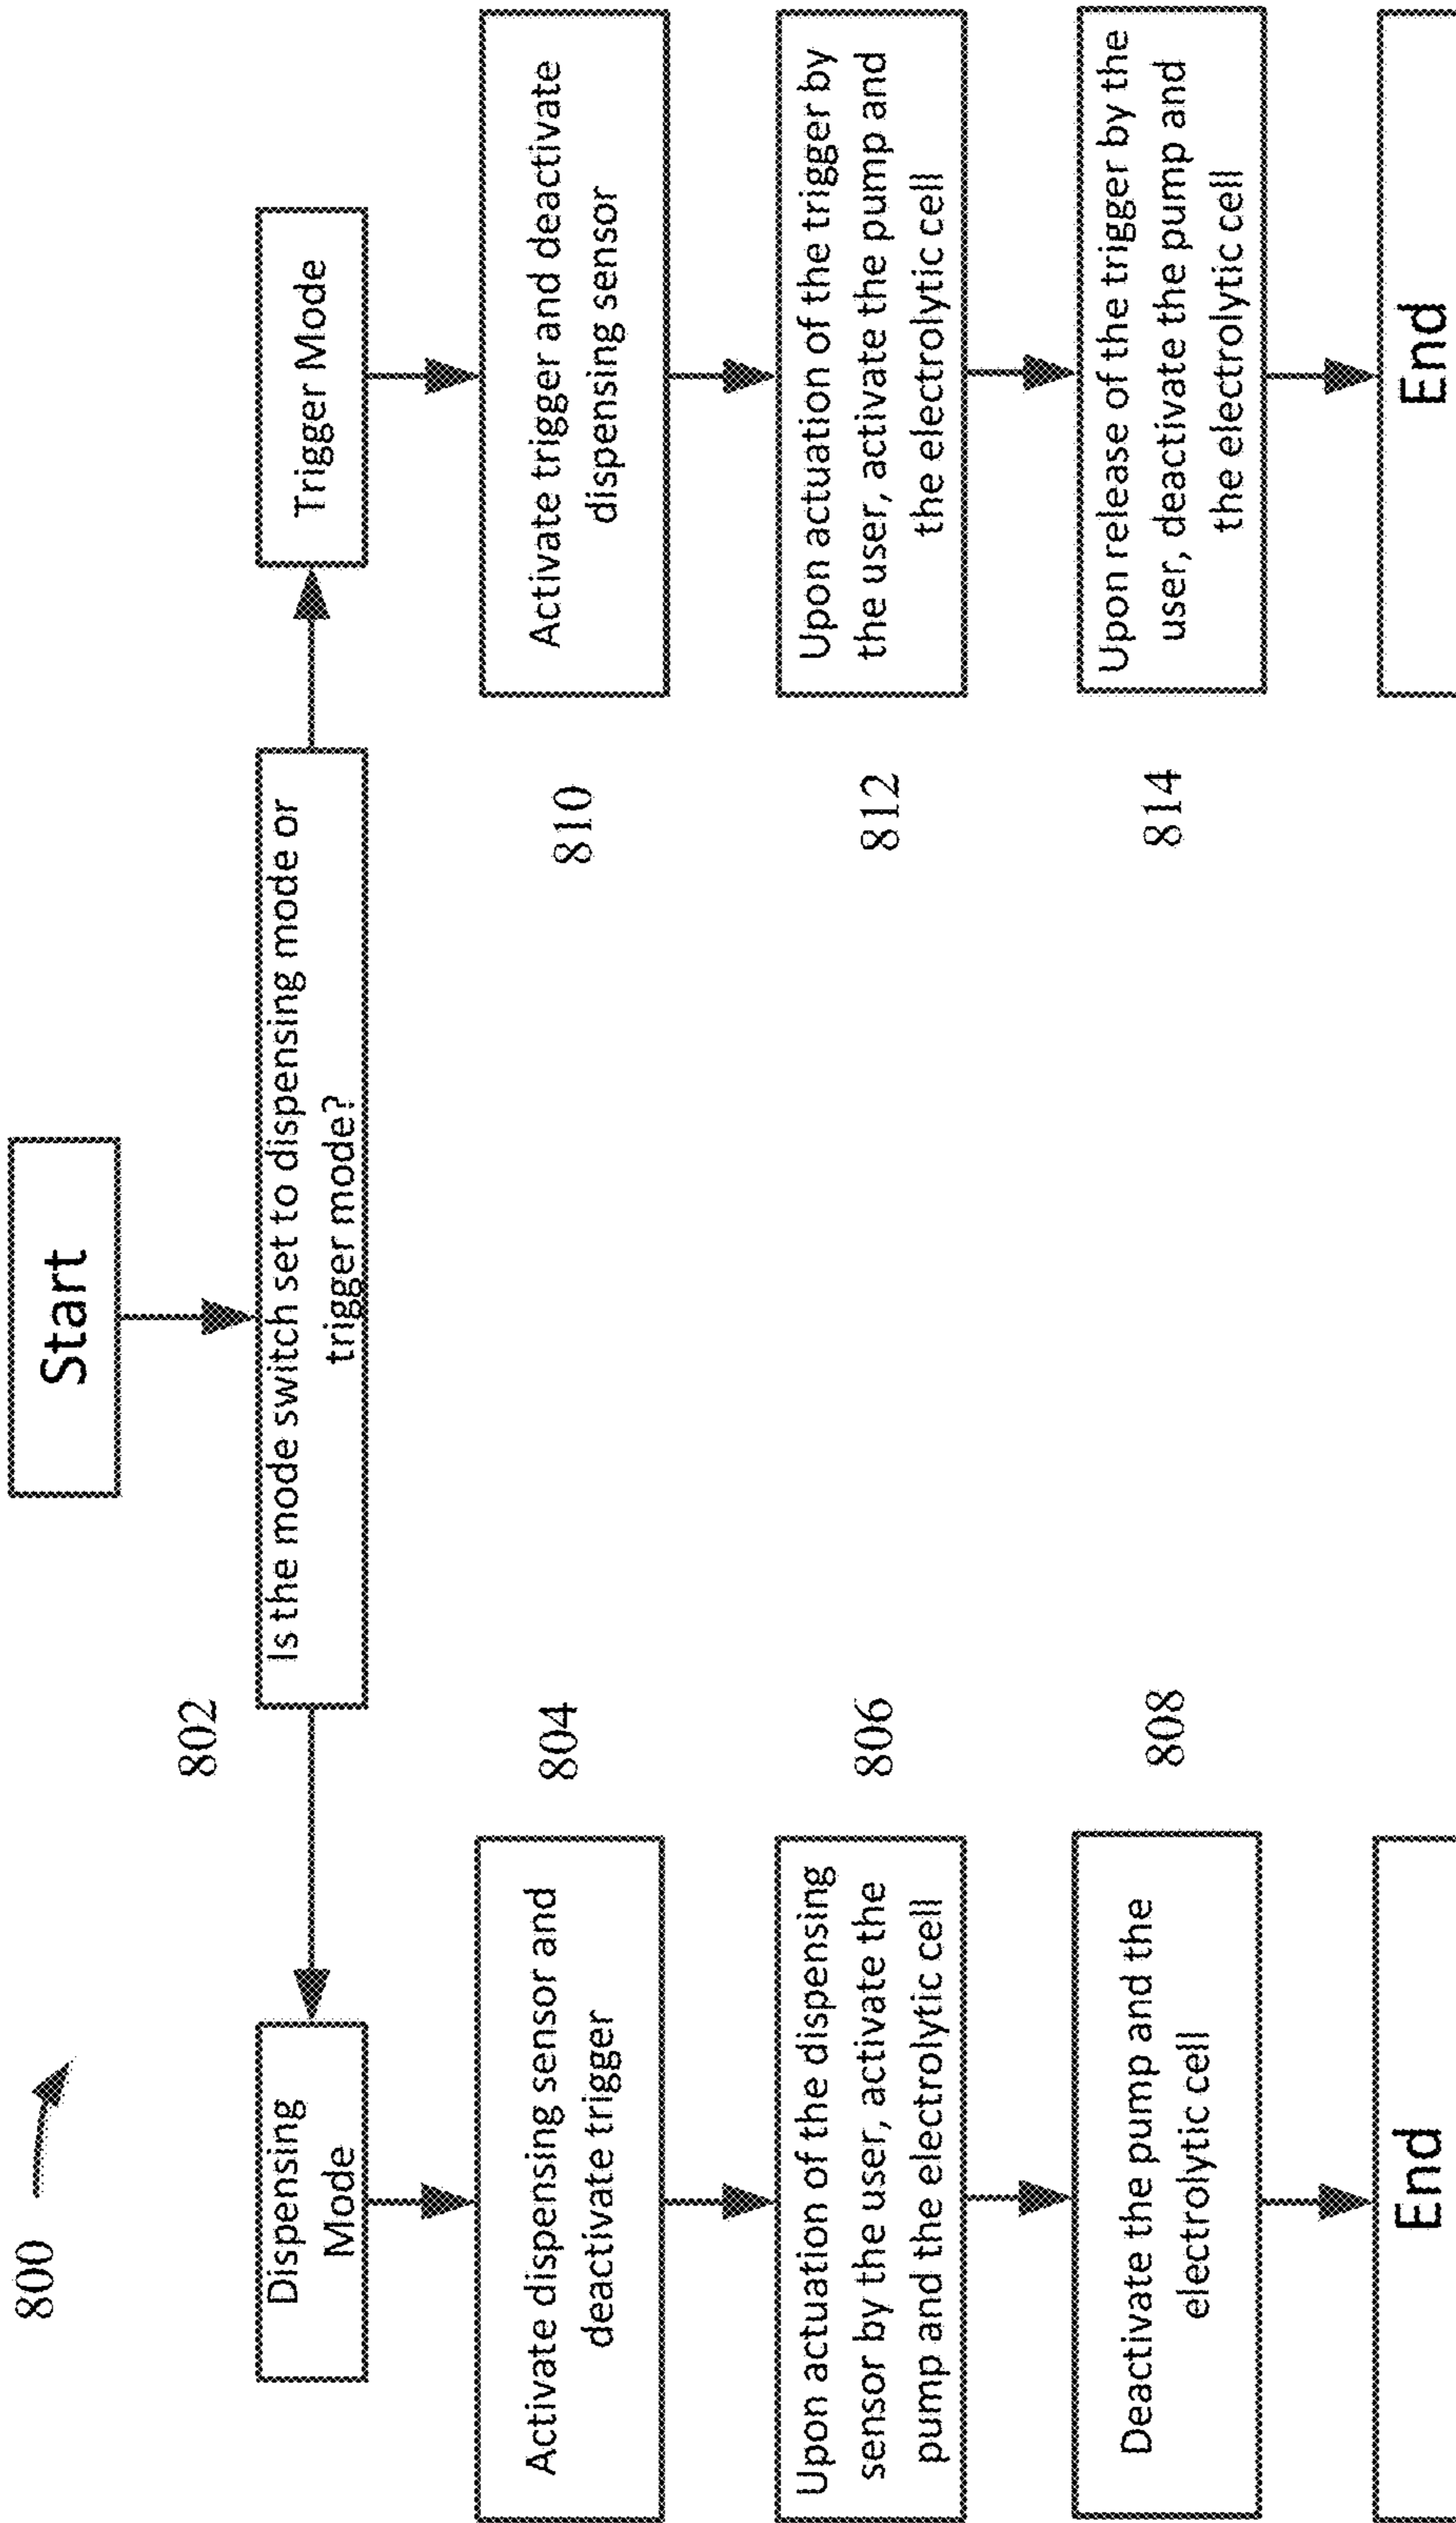 800
Start
802
Is the mode switch set to dispensing mode or
trigger mode?
Dispensing
Mode
Trigger Mode
804
Activate dispensing sensor and
deactivate trigger
806
Upon actuation of the dispensing
sensor by the user, activate the
pump and the electrolytic cell
808
Deactivate the pump and the
electrolytic cell
End
810
Activate trigger and deactivate
dispensing sensor
812
Upon actuation of the trigger by
the user, activate the pump and
the electrolytic cell
814
Upon release of the trigger by the
user, deactivate the pump and
the electrolytic cell
End